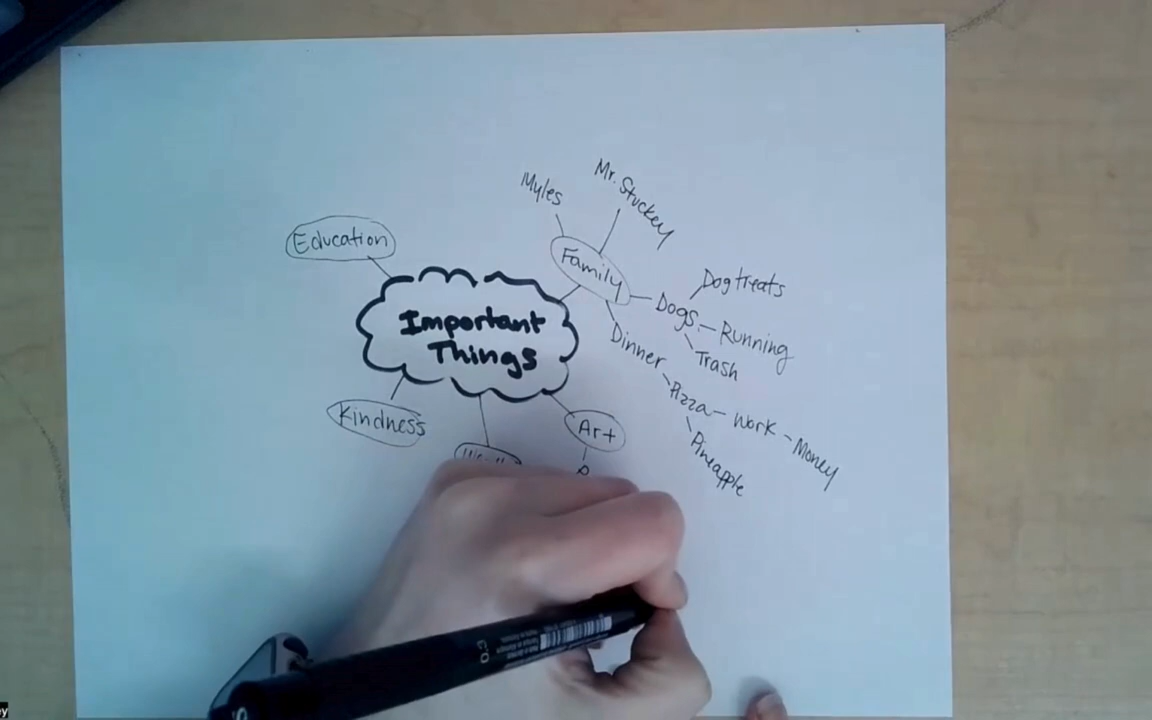 Myles
Mr. Stuckey
Education
Family
Dog treats
Dogs
Running
Trash
Important
Things
Dinner
Pizza
Work
Money
Pineapple
Kindness
Art